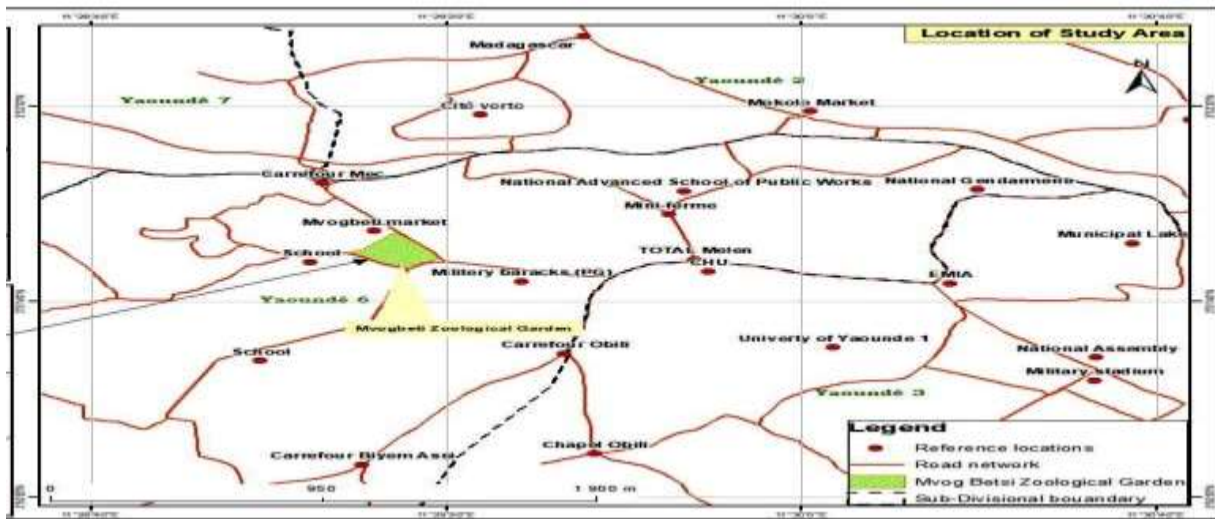 Location of Study Area
Madagascar
Yaoundé 2
Yaoundé 7
Cité verte
Mokolo Market
Carrefour Mec
National Advanced School of Public Works
National Gendarmerie
Mini-ferme
Mvogbeti market
Municipal Lake
School
TOTAL Melen
CHU
Military baracks (PG)
EMIA
Yaoundé 6
Mvogbeti Zoological Garden
School
Carrefour Obili
Univerty of Yaounde 1
National Assembly
Military stadium
Yaoundé 3
Chapel Obili
Carrefour Biyem Assi
Legend
Reference locations
Road network
Mvog Betsi Zoological Garden
Sub-Divisional bouandary
0 950 1 900 m
N